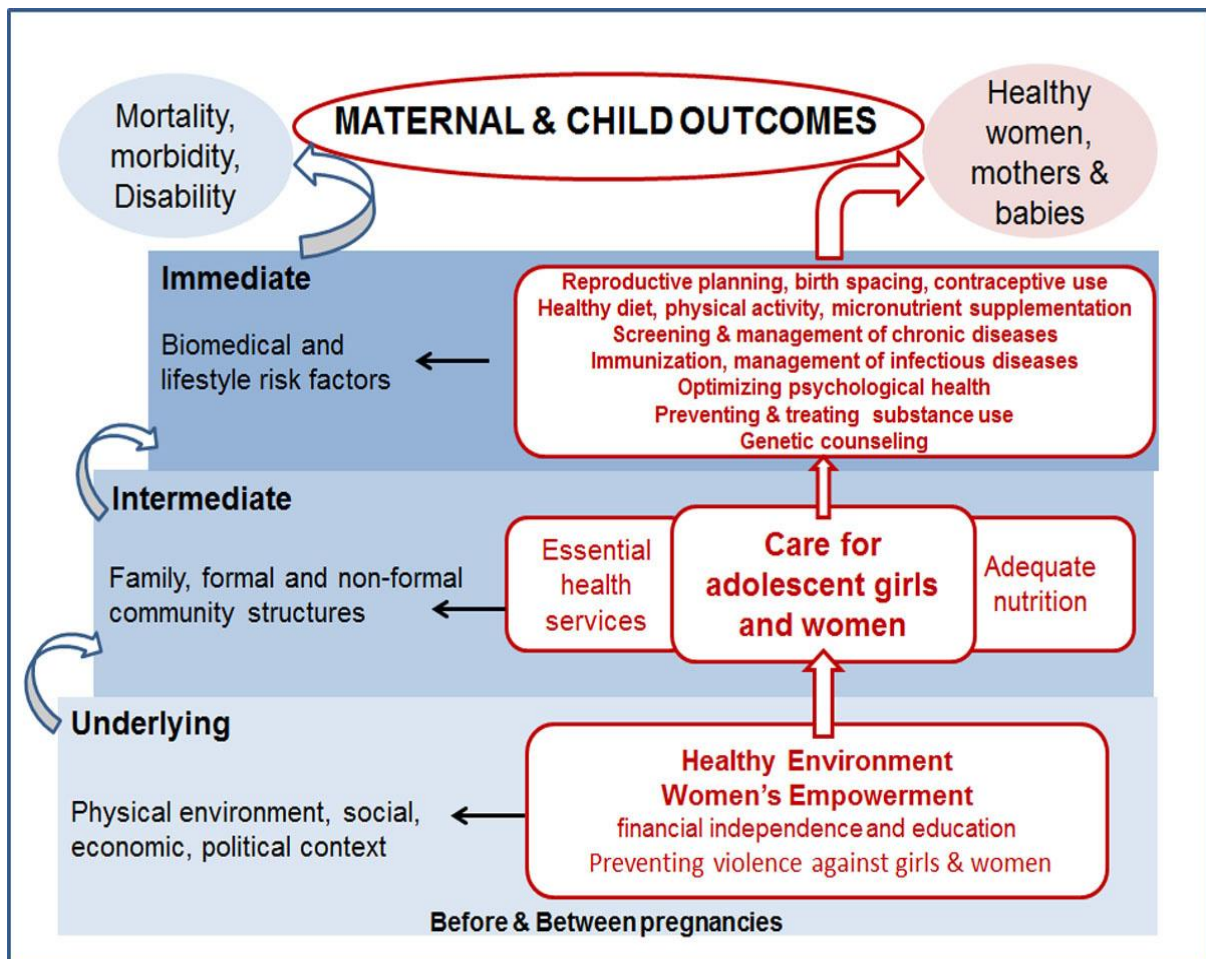 Mortality,
morbidity,
Disability
MATERNAL & CHILD OUTCOMES
Healthy
women,
mothers &
babies
Immediate
Biomedical and
lifestyle risk factors
Reproductive planning, birth spacing, contraceptive use
Healthy diet, physical activity, micronutrient supplementation
Screening & management of chronic diseases
Immunization, management of infectious diseases
Optimizing psychological health
Preventing & treating substance use
Genetic counseling
Intermediate
Family, formal and non-formal
community structures
Essential
health
services
Care for
adolescent girls
and women
Adequate
nutrition
Underlying
Physical environment, social,
economic, political context
Healthy Environment
Women's Empowerment
financial independence and education
Preventing violence against girls & women
Before & Between pregnancies